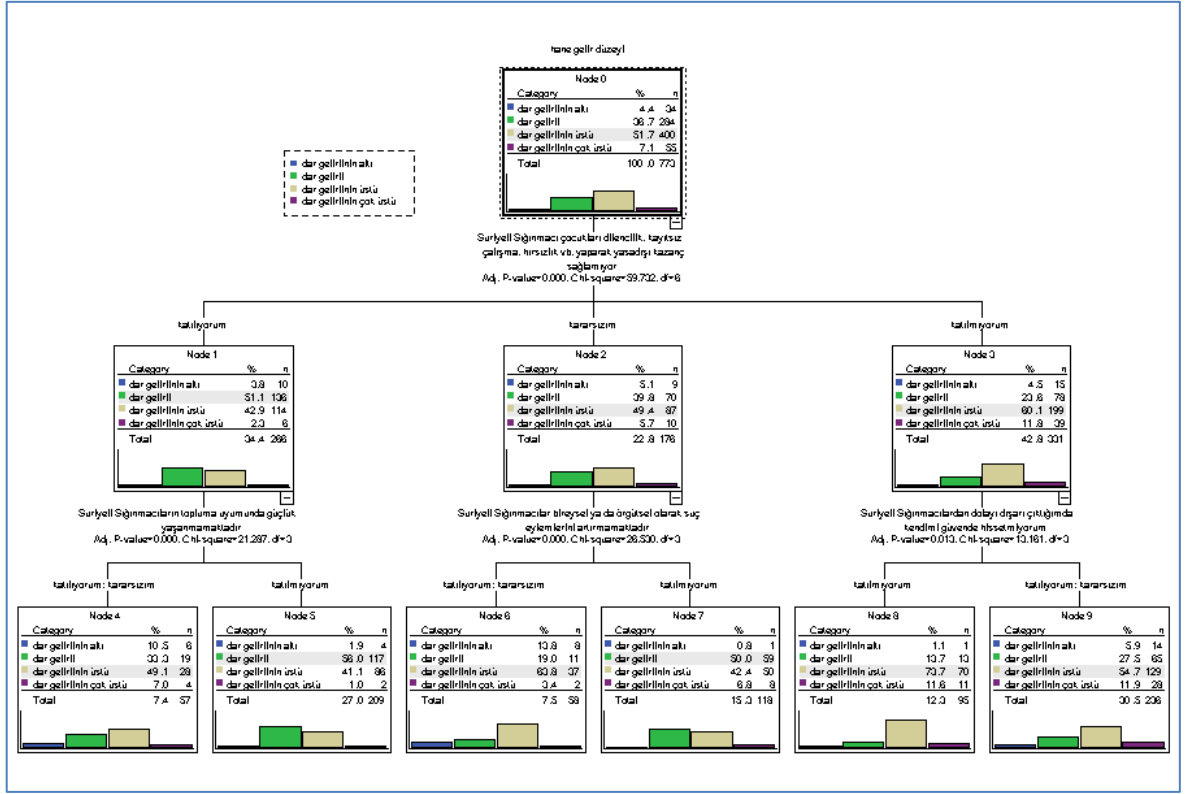 hane gelir düzeyi
Node 0
Category % n
dar gelirlinin altı 4.4 34
dar gelirli 36.7 284
dar gelirlinin üstü 51.7 400
dar gelirlinin çok üstü 7.1 55
Total 100.0 773
dar gelirlinin altı
dar gelirli
dar gelirlinin üstü
dar gelirlinin çok üstü
Suriyeli Sığınmacı çocukları dilencilik, kayıtsız
çalışma, hırsızlık vb. yaparak yasadışı kazanç
sağlamıyor
Adj. P-value=0.000, Chi-square=59.732, df=6
katılıyorum
kararsızım
katılmıyorum
Node 1
Category % n
dar gelirlinin altı 3.8 10
dar gelirli 51.1 136
dar gelirlinin üstü 42.9 114
dar gelirlinin çok üstü 2.3 6
Total 34.4 266
Node 2
Category % n
dar gelirlinin altı 5.1 9
dar gelirli 39.8 70
dar gelirlinin üstü 49.4 87
dar gelirlinin çok üstü 5.7 10
Total 22.8 176
Node 3
Category % n
dar gelirlinin altı 4.5 15
dar gelirli 23.6 78
dar gelirlinin üstü 60.1 199
dar gelirlinin çok üstü 11.8 39
Total 42.8 331
Suriyeli Sığınmacıların topluma uyumunda güçlük
yaşanmamaktadır
Adj. P-value=0.000, Chi-square=21.287, df=3
Suriyeli Sığınmacılar bireysel ya da örgütsel olarak suç
eylemlerini artırmamaktadır
Adj. P-value=0.000, Chi-square=26.530, df=3
Suriyeli Sığınmacılardan dolayı dışarı çıktığımda
kendimi güvende hissetmiyorum
Adj. P-value=0.013, Chi-square=13.161, df=3
katılıyorum; kararsızım
katılmıyorum
katılıyorum; kararsızım
katılmıyorum
katılmıyorum
katılıyorum; kararsızım
Node 4
Category % n
dar gelirlinin altı 10.5 6
dar gelirli 33.3 19
dar gelirlinin üstü 49.1 28
dar gelirlinin çok üstü 7.0 4
Total 7.4 57
Node 5
Category % n
dar gelirlinin altı 1.9 4
dar gelirli 56.0 117
dar gelirlinin üstü 41.1 86
dar gelirlinin çok üstü 1.0 2
Total 27.0 209
Node 6
Category % n
dar gelirlinin altı 13.8 8
dar gelirli 19.0 11
dar gelirlinin üstü 63.8 37
dar gelirlinin çok üstü 3.4 2
Total 7.5 58
Node 7
Category % n
dar gelirlinin altı 0.8 1
dar gelirli 50.0 59
dar gelirlinin üstü 42.4 50
dar gelirlinin çok üstü 6.8 8
Total 15.3 118
Node 8
Category % n
dar gelirlinin altı 1.1 1
dar gelirli 13.7 13
dar gelirlinin üstü 73.7 70
dar gelirlinin çok üstü 11.6 11
Total 12.3 95
Node 9
Category % n
dar gelirlinin altı 5.9 14
dar gelirli 27.5 65
dar gelirlinin üstü 54.7 129
dar gelirlinin çok üstü 11.9 28
Total 30.5 236